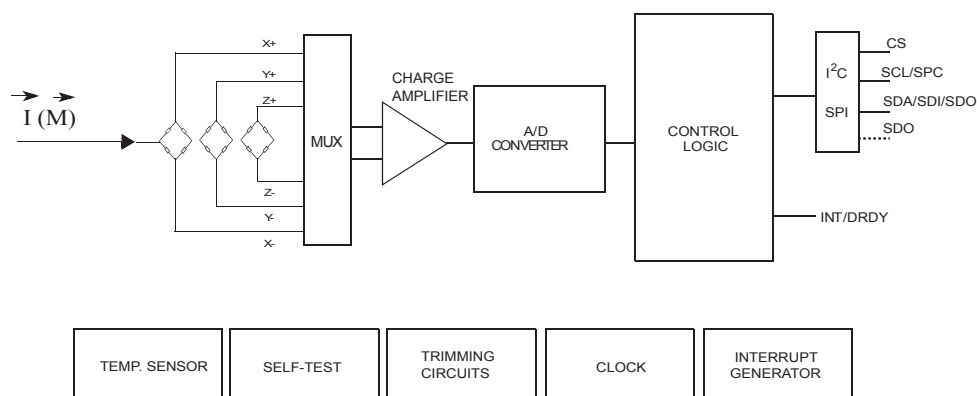 X+
Y+
Z+
I (M)
Z-
Y-
X-
MUX
CHARGE
AMPLIFIER
A/D
CONVERTER
CONTROL
LOGIC
I²C
SPI
CS
SCL/SPC
SDA/SDI/SDO
SDO
INT/DRDY
TEMP. SENSOR
SELF-TEST
TRIMMING
CIRCUITS
CLOCK
INTERRUPT
GENERATOR